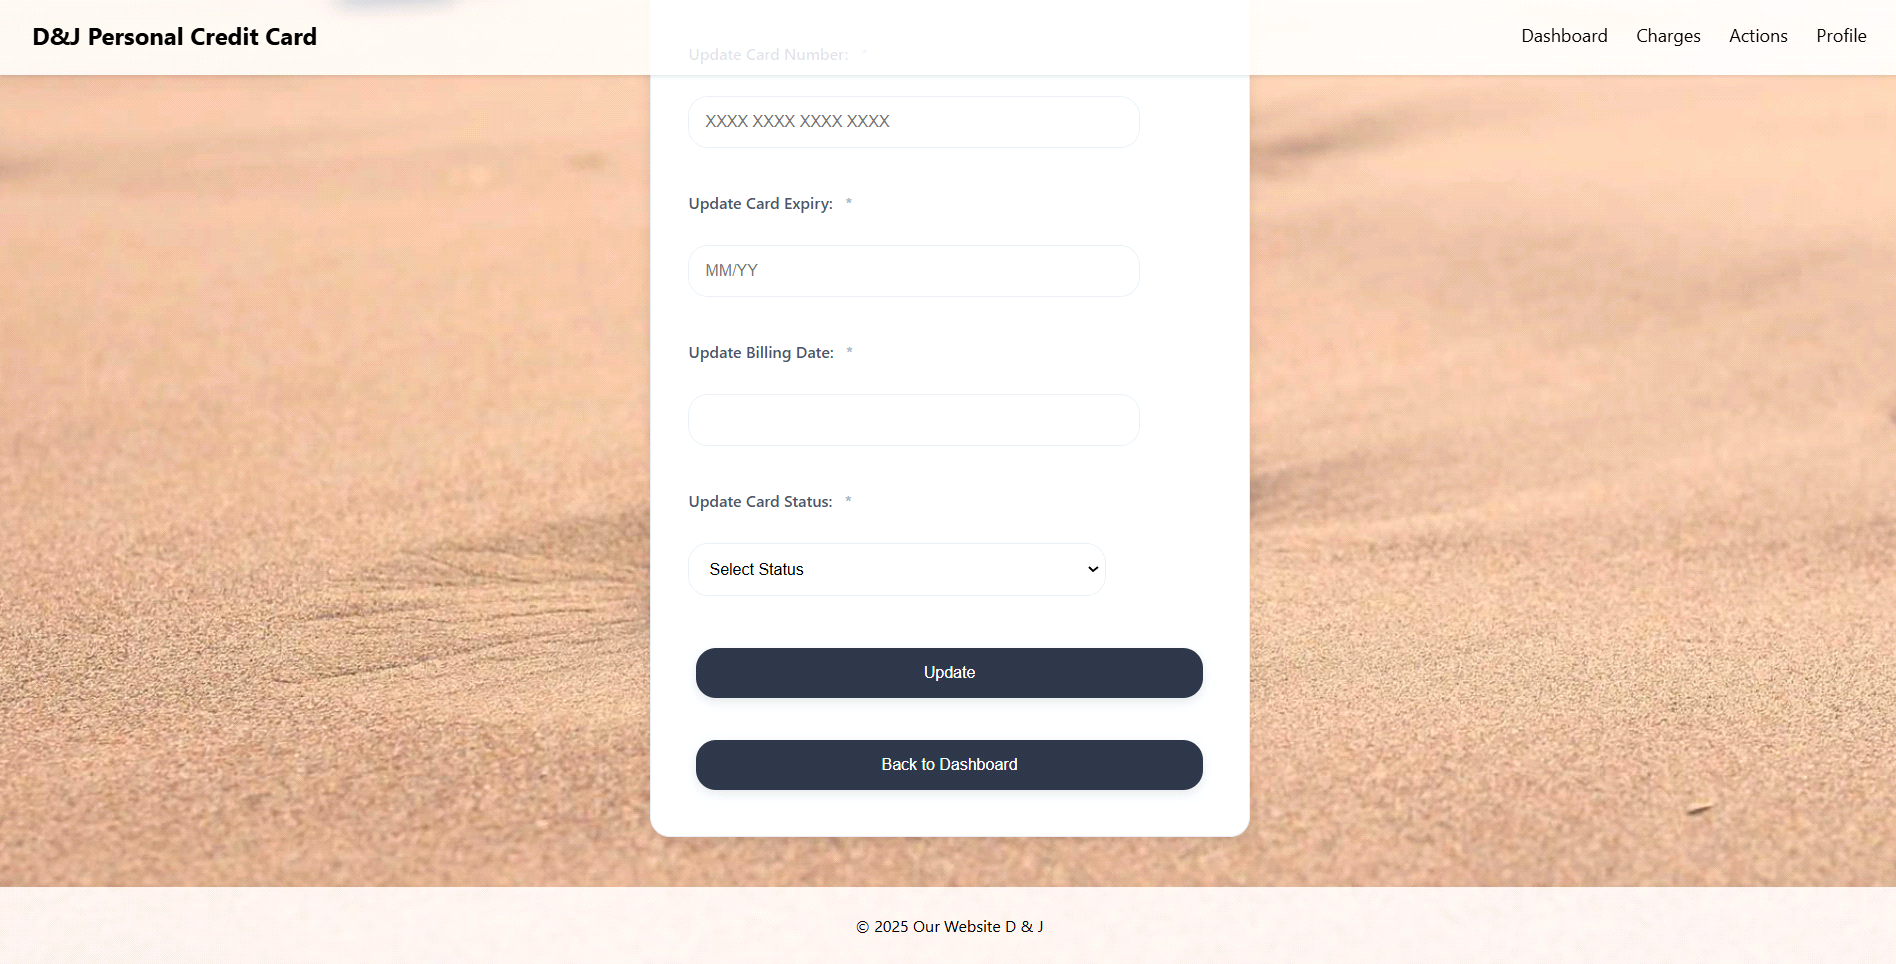 D&J Personal Credit Card
Dashboard Charges Actions Profile
Update Card Number: *
XXXX XXXX XXXX XXXX
Update Card Expiry: *
MM/YY
Update Billing Date: *
Update Card Status: *
Select Status
Update
Back to Dashboard
© 2025 Our Website D & J